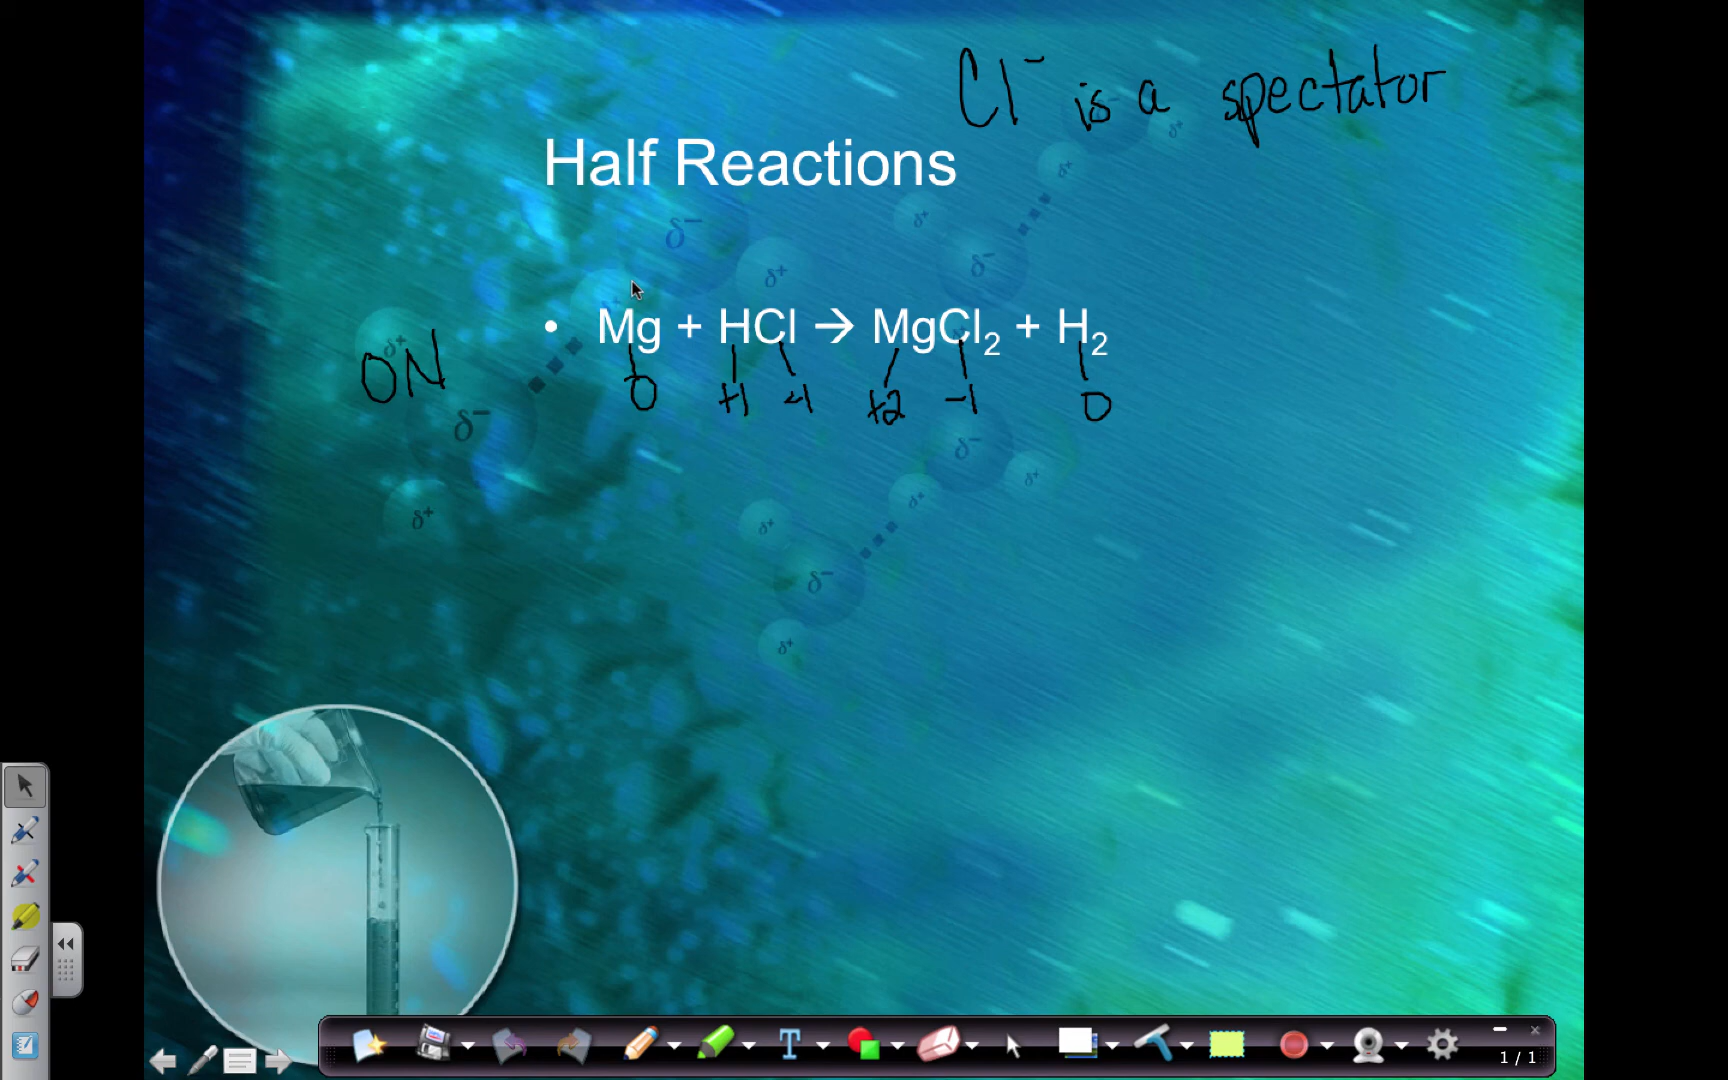 Cl⁻ is a spectator
Half Reactions
• Mg + HCl → MgCl₂ + H₂
ON 0 +1 -1 +2 -1 0
δ⁻
δ⁺
δ⁺
δ⁺
δ⁺
δ⁻
δ⁺
δ⁻
δ⁺
δ⁻
δ⁺
δ⁺
δ⁺
δ⁻
δ⁺
T
1 / 1